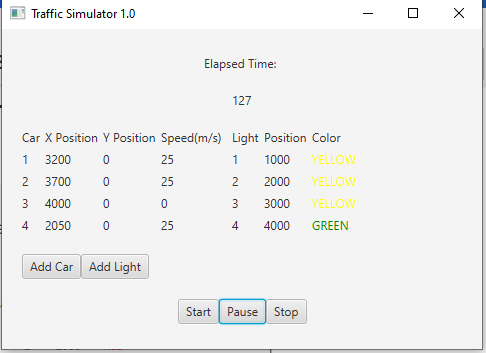 Traffic Simulator 1.0
Elapsed Time:
127
Car X Position Y Position Speed(m/s) Light Position Color
1 3200 0 25 1 1000 YELLOW
2 3700 0 25 2 2000 YELLOW
3 4000 0 0 3 3000 YELLOW
4 2050 0 25 4 4000 GREEN
Add Car Add Light
Start Pause Stop